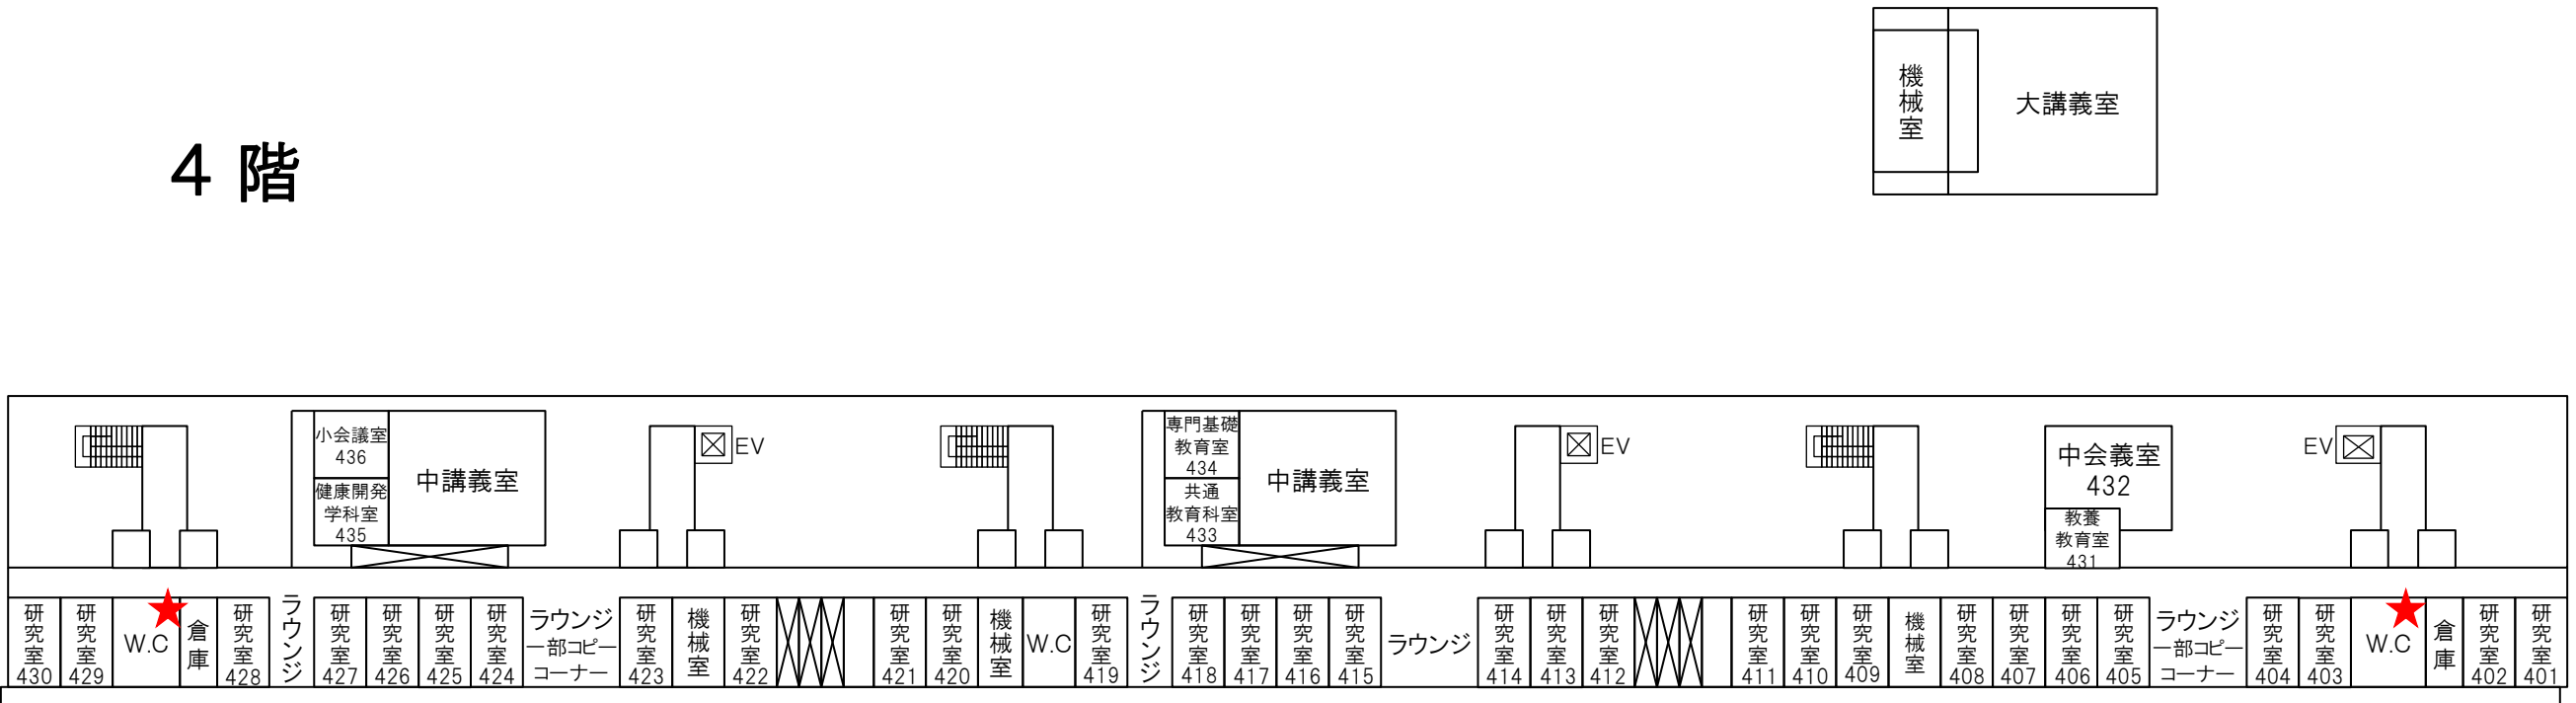 機械室
大講義室
4 階
小会議室
436
健康開発
学科室
435
中講義室
EV
専門基礎
教育室
434
共通
教育科室
433
中講義室
EV
中会義室
432
教養
教育室
431
EV
研究室
430
研究室
429
W.C
倉庫
研究室
428
ラウンジ
研究室
427
研究室
426
研究室
425
研究室
424
ラウンジ
一部コピー
コーナー
研究室
423
機械室
研究室
422
研究室
421
研究室
420
機械室
W.C
研究室
419
ラウンジ
研究室
418
研究室
417
研究室
416
研究室
415
ラウンジ
研究室
414
研究室
413
研究室
412
研究室
411
研究室
410
研究室
409
機械室
研究室
408
研究室
407
研究室
406
研究室
405
ラウンジ
一部コピー
コーナー
研究室
404
研究室
403
W.C
倉庫
研究室
402
研究室
401